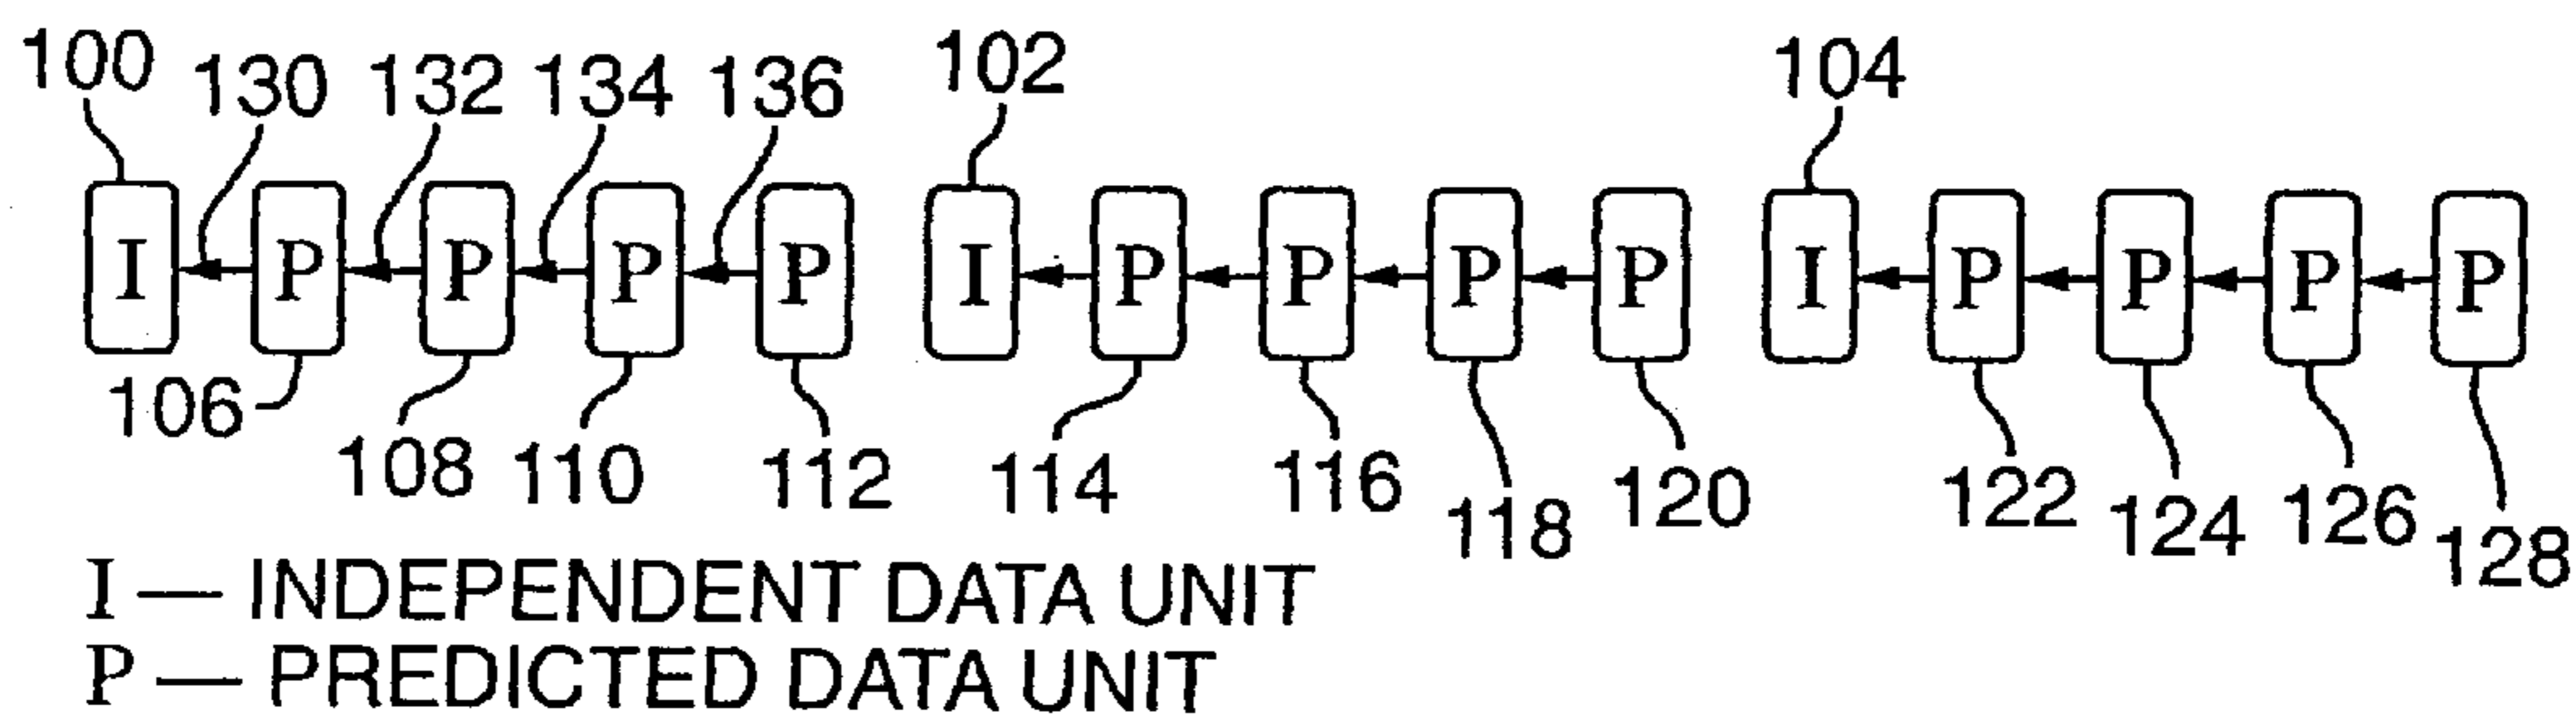 100 130 132 134 136 102 104
I P P P P I P P P P I P P P P
106 108 110 112 114 116 118 120 122 124 126 128
I — INDEPENDENT DATA UNIT
P — PREDICTED DATA UNIT